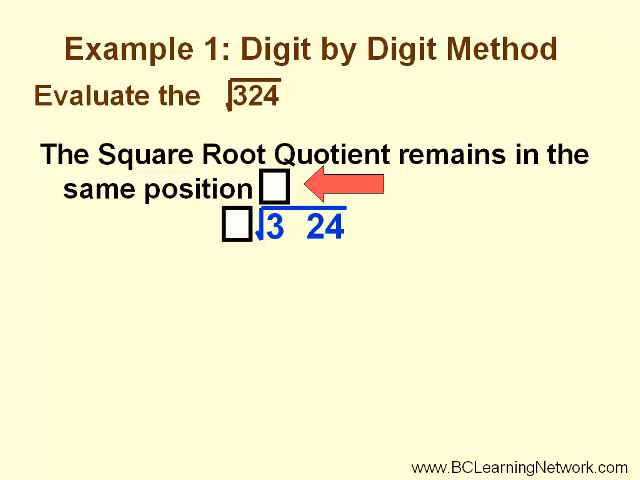 Example 1: Digit by Digit Method
Evaluate the √324
The Square Root Quotient remains in the
same position
√3 24
www.BCLearningNetwork.com